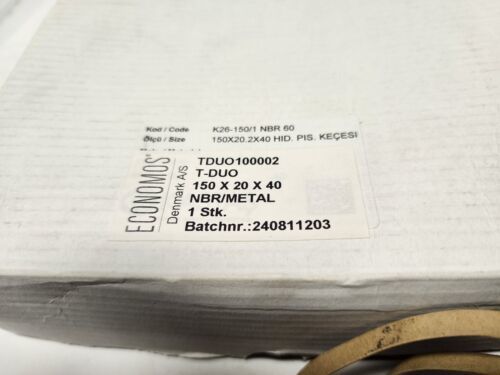 Kod / Code K26-150/1 NBR 60
Ölçü / Size 150X20.2X40 HID. PIS. KEÇESİ
ECONOMOS®
Denmark A/S
TDUO100002
T-DUO
150 X 20 X 40
NBR/METAL
1 Stk.
Batchnr.:240811203